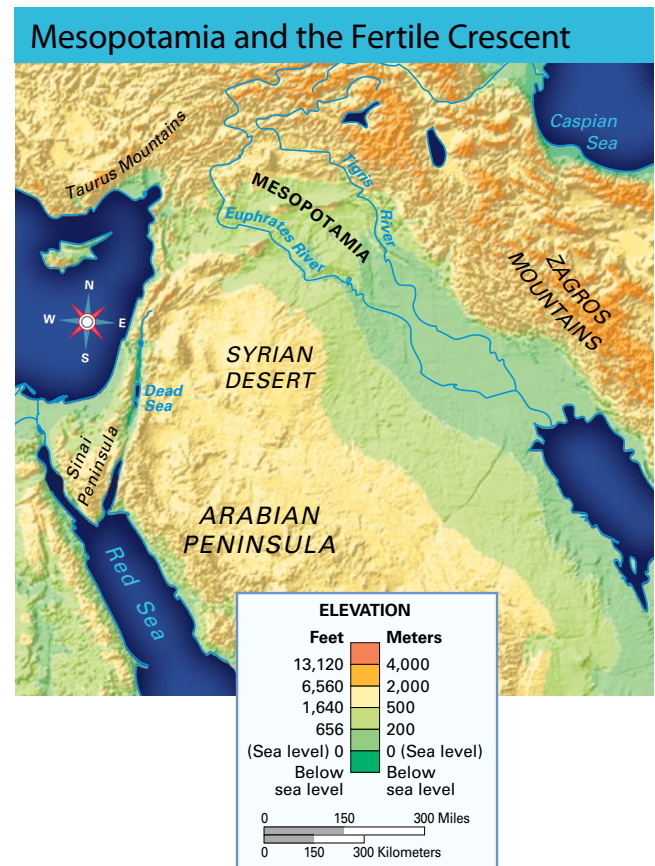 Mesopotamia and the Fertile Crescent
Caspian
Sea
Taurus Mountains
Tigris
River
MESOPOTAMIA
Euphrates River
ZAGROS
MOUNTAINS
N
W
E
S
SYRIAN
DESERT
Dead
Sea
Sinai
Peninsula
ARABIAN
PENINSULA
Red Sea
ELEVATION
Feet Meters
13,120 4,000
6,560 2,000
1,640 500
656 200
(Sea level) 0 0 (Sea level)
Below Below
sea level sea level
0 150 300 Miles
0 150 300 Kilometers